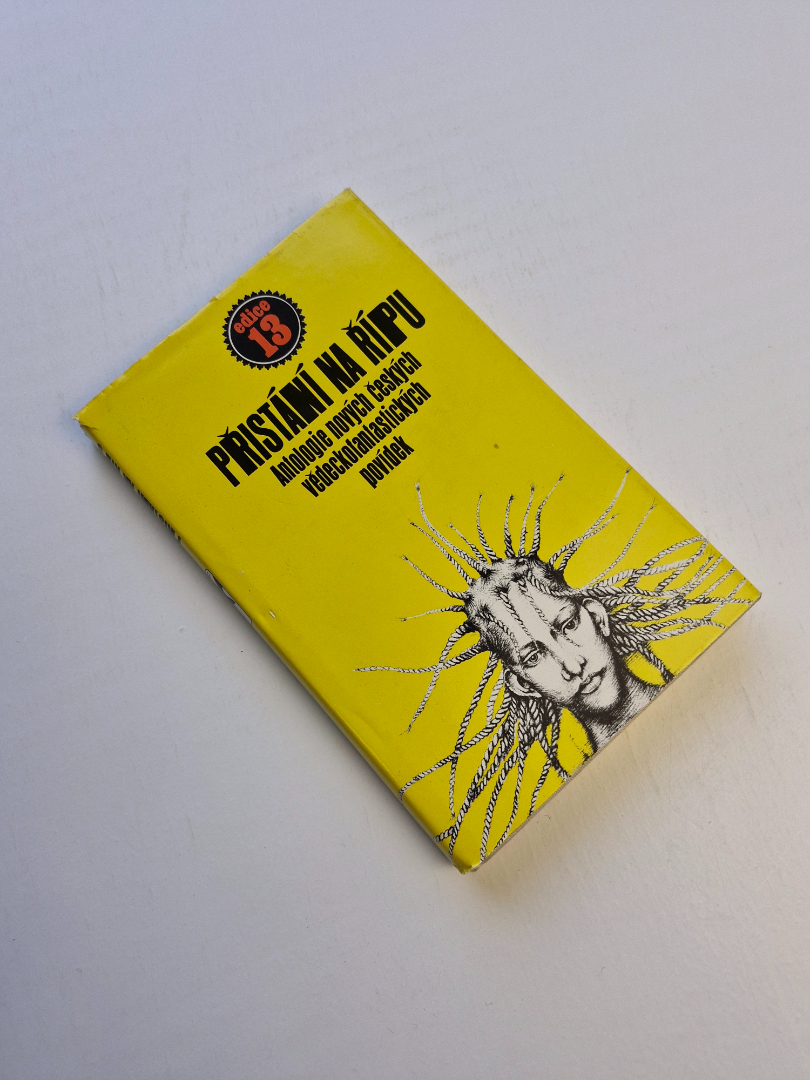 edice
13
PŘISTÁNÍ NA ŘÍPU
Antologie nových českých
vědeckofantastických
povídek